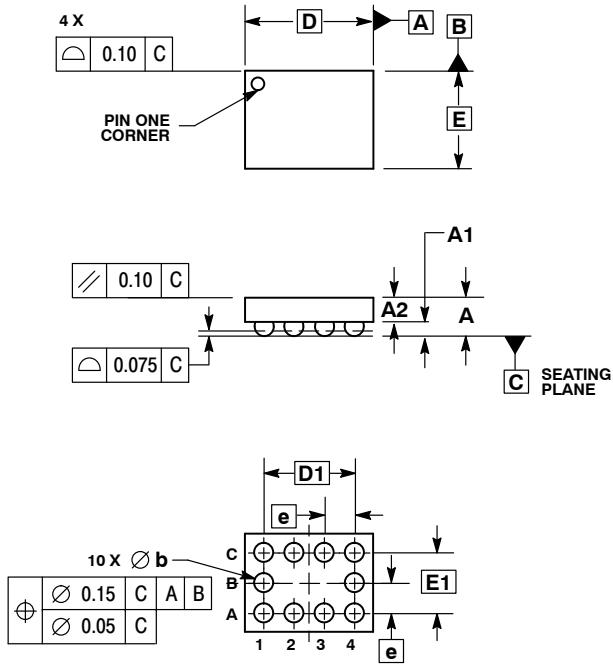 4 X
⌓ 0.10 C
D
A
B
PIN ONE
CORNER
E
A1
⫽ 0.10 C
A2
A
⌓ 0.075 C
C
SEATING
PLANE
D1
e
10 X ∅ b
⌖ ∅ 0.15 C A B
∅ 0.05 C
C
B
A
E1
e
1 2 3 4